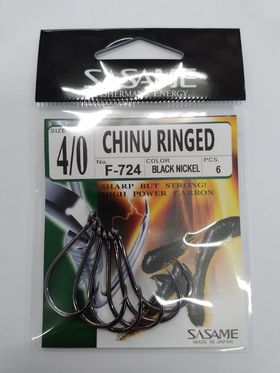 SASAME
FISHERMANS' ENERGY
SIZE
4/0
CHINU RINGED
No. F-724
COLOR BLACK NICKEL
PCS. 6
SHARP BUT STRONG!
HIGH POWER CARBON
SASAME
MADE IN JAPAN